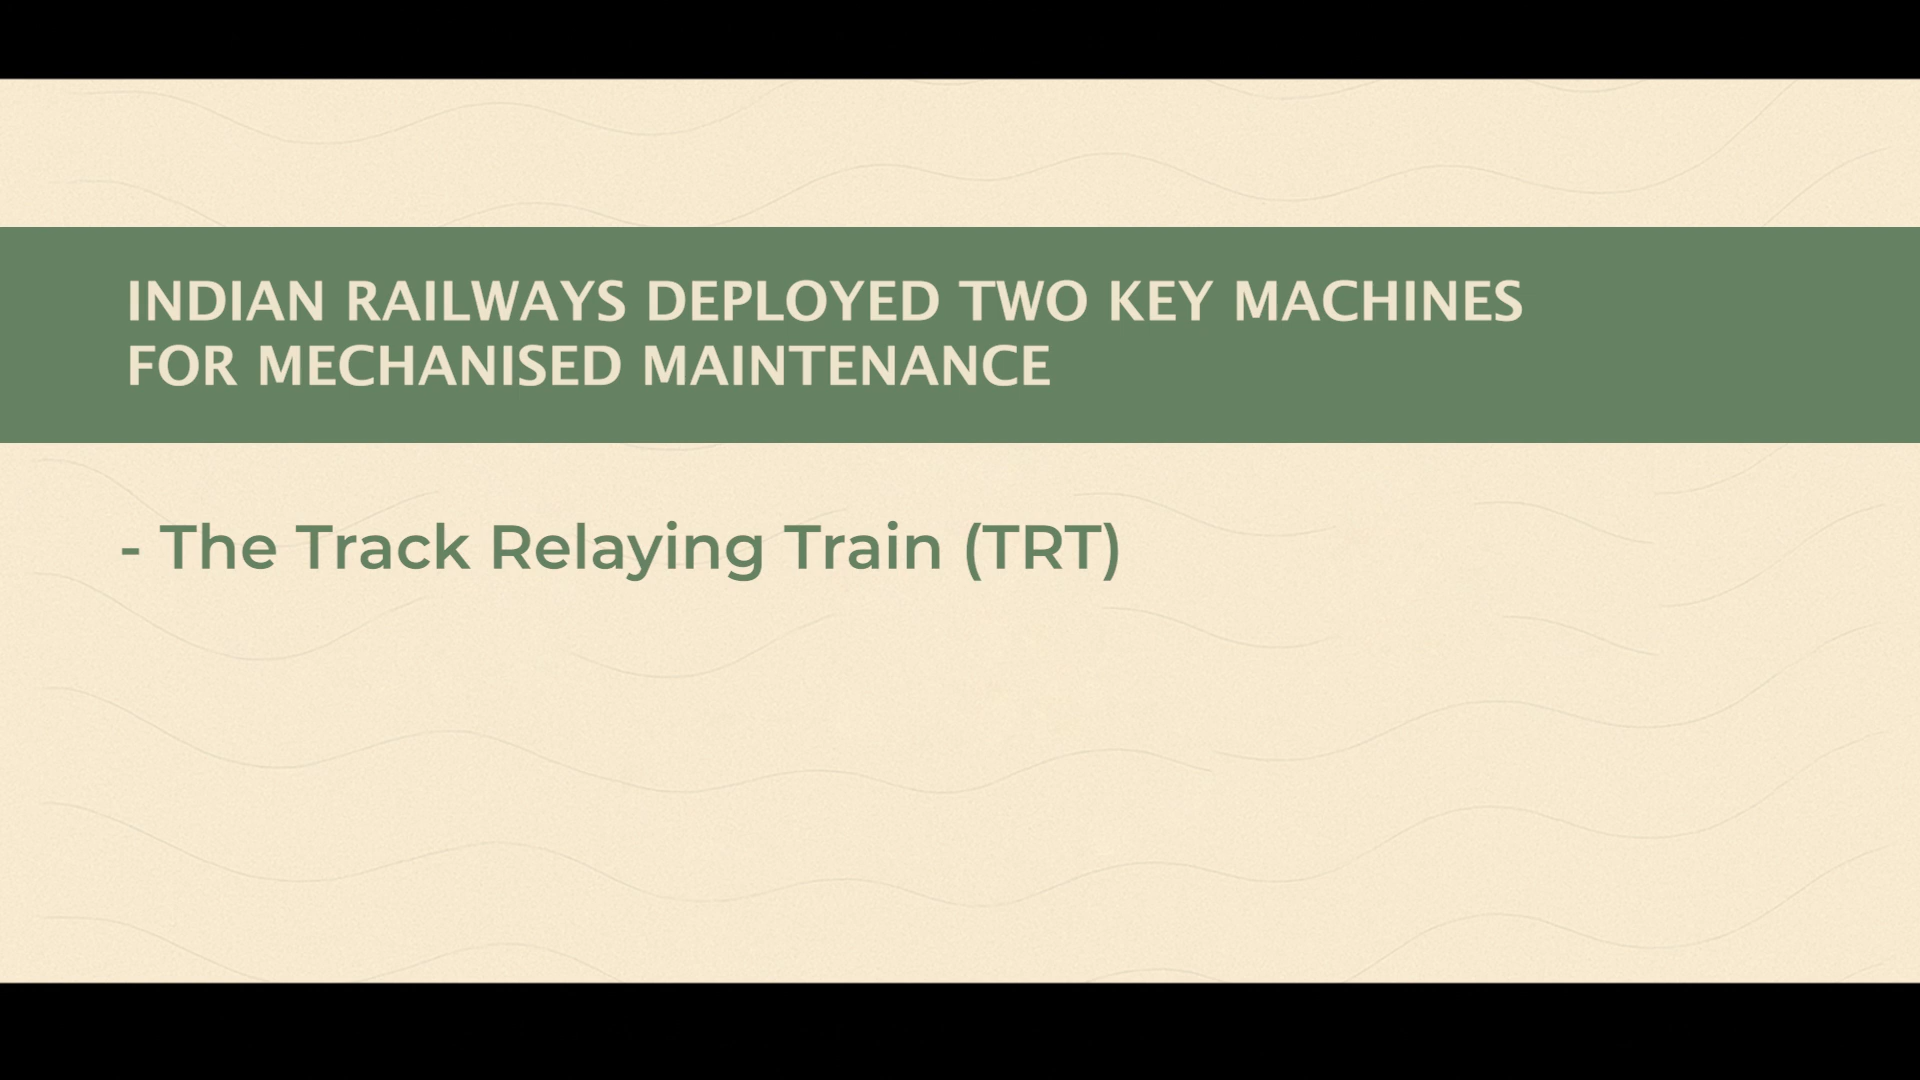 INDIAN RAILWAYS DEPLOYED TWO KEY MACHINES
FOR MECHANISED MAINTENANCE
- The Track Relaying Train (TRT)